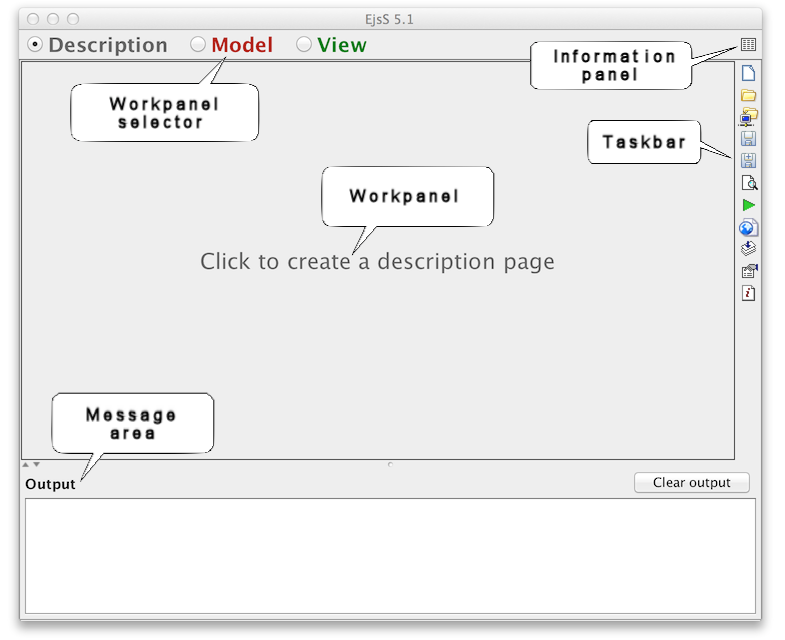 EjsS 5.1
Description Model View
Information
panel
Workpanel
selector
Taskbar
Workpanel
Click to create a description page
Message
area
Output
Clear output